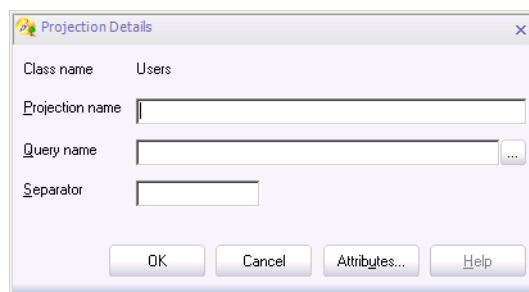 Projection Details
Class name Users
Projection name
Query name ...
Separator
OK Cancel Attributes... Help